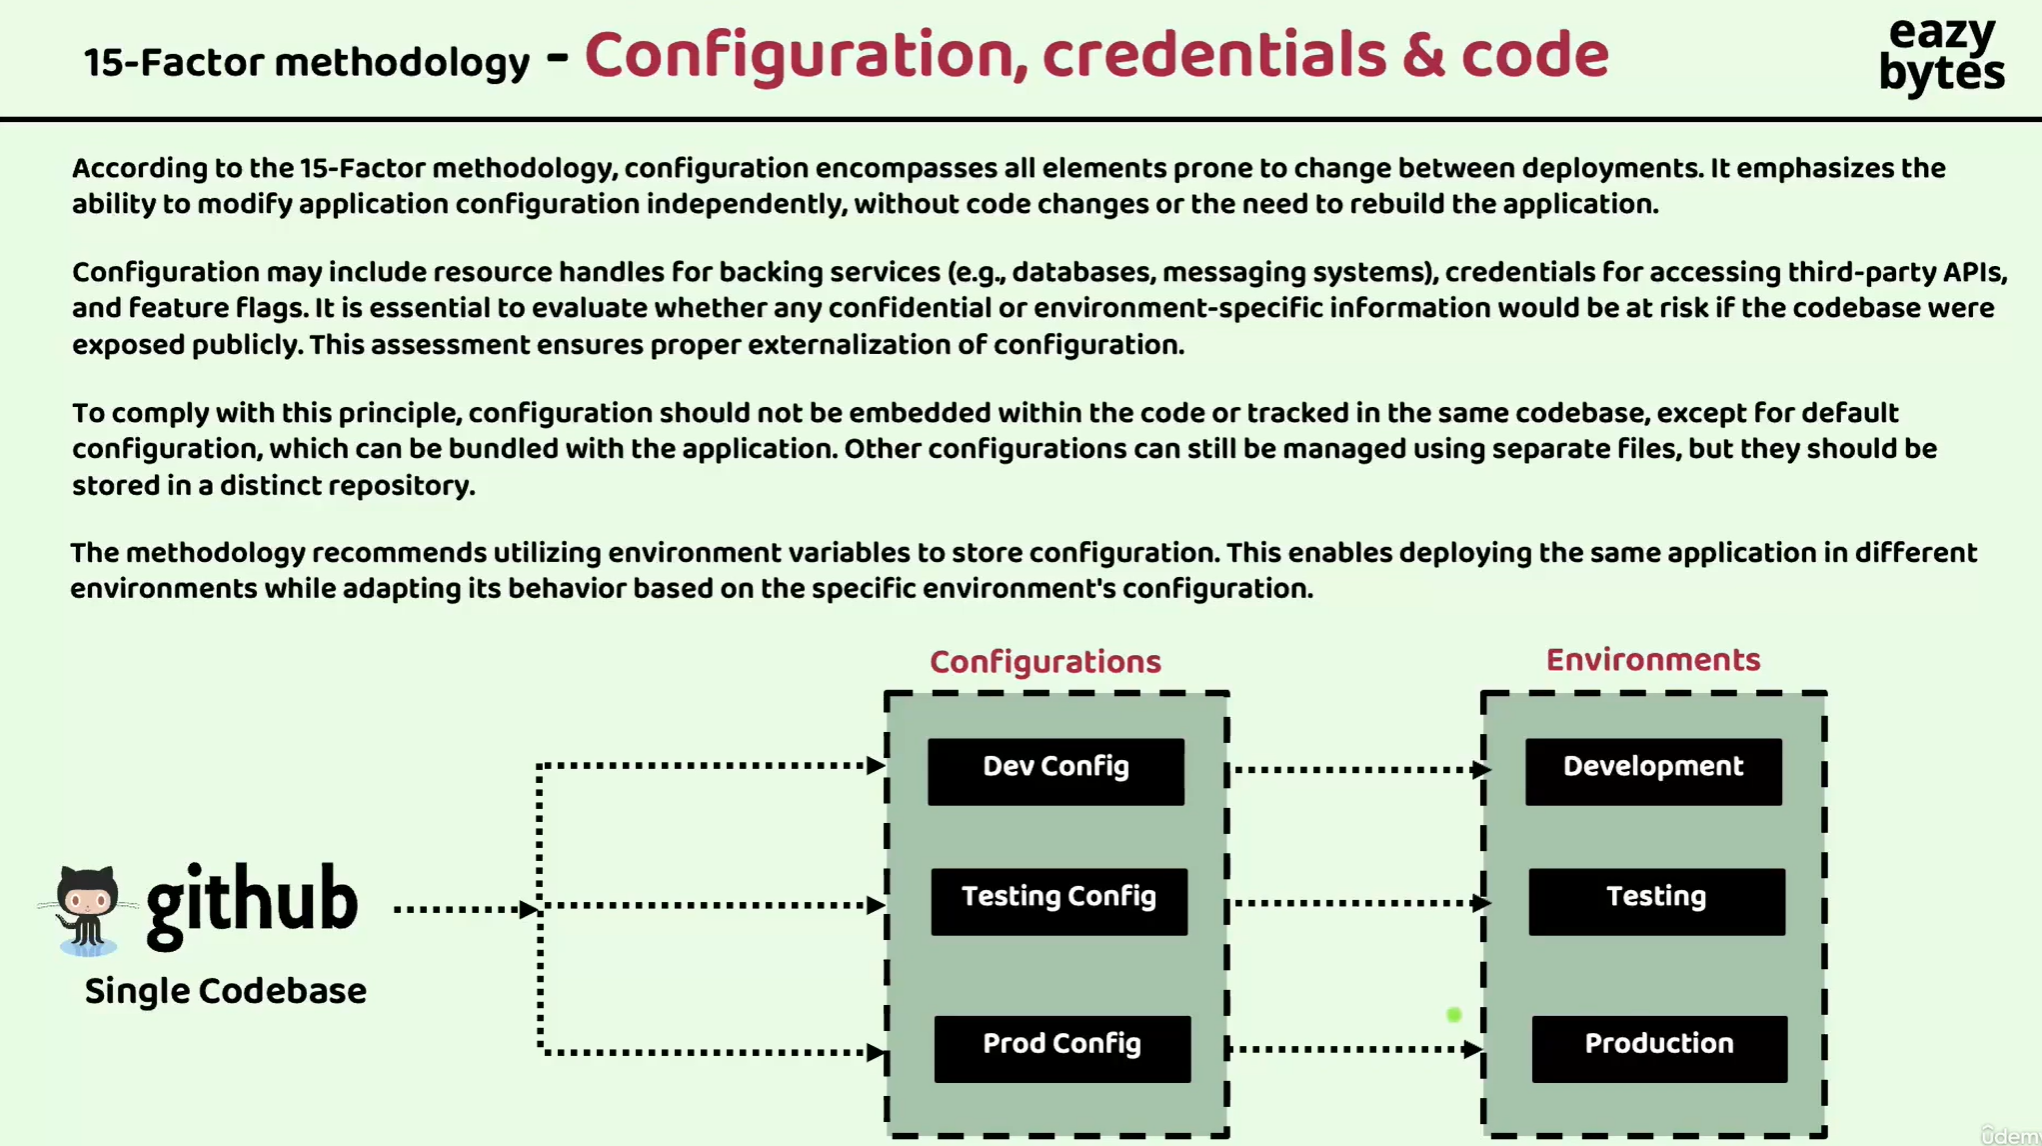 15-Factor methodology - Configuration, credentials & code
eazy
bytes
According to the 15-Factor methodology, configuration encompasses all elements prone to change between deployments. It emphasizes the
ability to modify application configuration independently, without code changes or the need to rebuild the application.
Configuration may include resource handles for backing services (e.g., databases, messaging systems), credentials for accessing third-party APIs,
and feature flags. It is essential to evaluate whether any confidential or environment-specific information would be at risk if the codebase were
exposed publicly. This assessment ensures proper externalization of configuration.
To comply with this principle, configuration should not be embedded within the code or tracked in the same codebase, except for default
configuration, which can be bundled with the application. Other configurations can still be managed using separate files, but they should be
stored in a distinct repository.
The methodology recommends utilizing environment variables to store configuration. This enables deploying the same application in different
environments while adapting its behavior based on the specific environment's configuration.
Configurations
Environments
Dev Config
Development
Testing Config
Testing
github
Single Codebase
Prod Config
Production